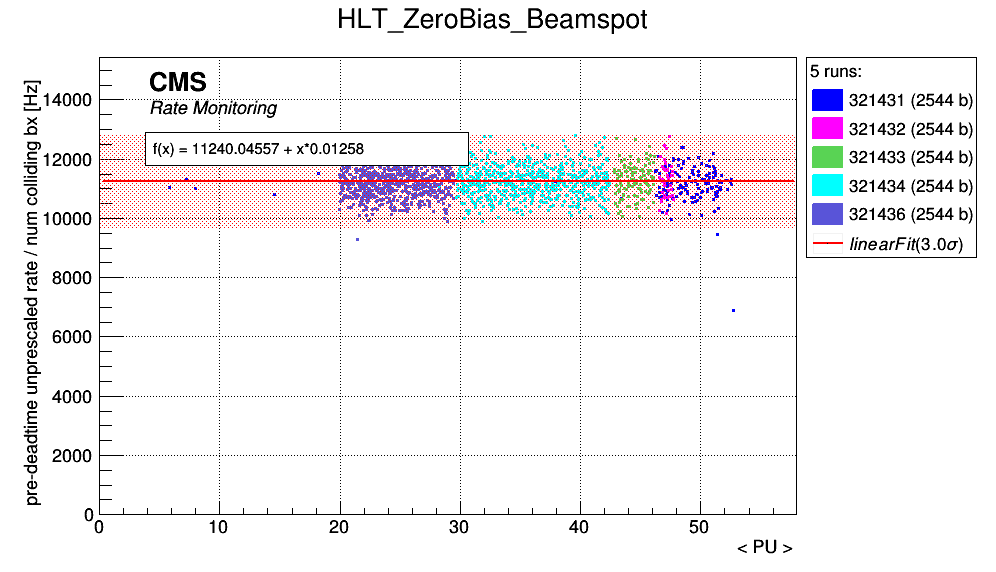 HLT_ZeroBias_Beamspot
pre-deadtime unprescaled rate / num colliding bx [Hz]
CMS
Rate Monitoring
f(x) = 11240.04557 + x*0.01258
14000
12000
10000
8000
6000
4000
2000
0
0 10 20 30 40 50
< PU >
5 runs:
321431 (2544 b)
321432 (2544 b)
321433 (2544 b)
321434 (2544 b)
321436 (2544 b)
linearFit(3.0σ)